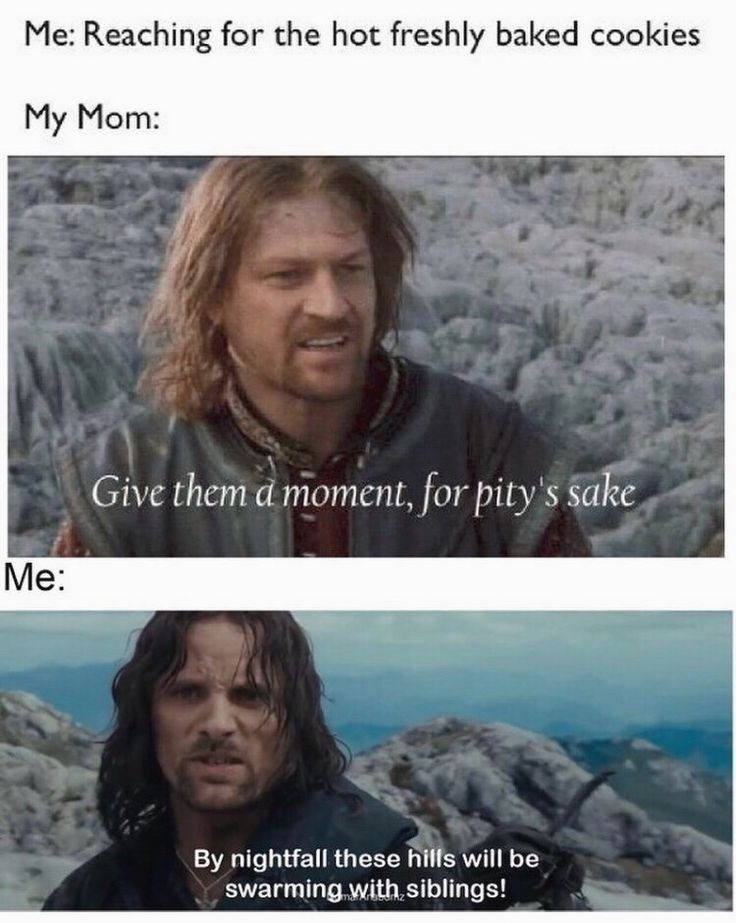 Me: Reaching for the hot freshly baked cookies
My Mom:
Give them a moment, for pity's sake
Me:
By nightfall these hills will be
swarming with siblings!